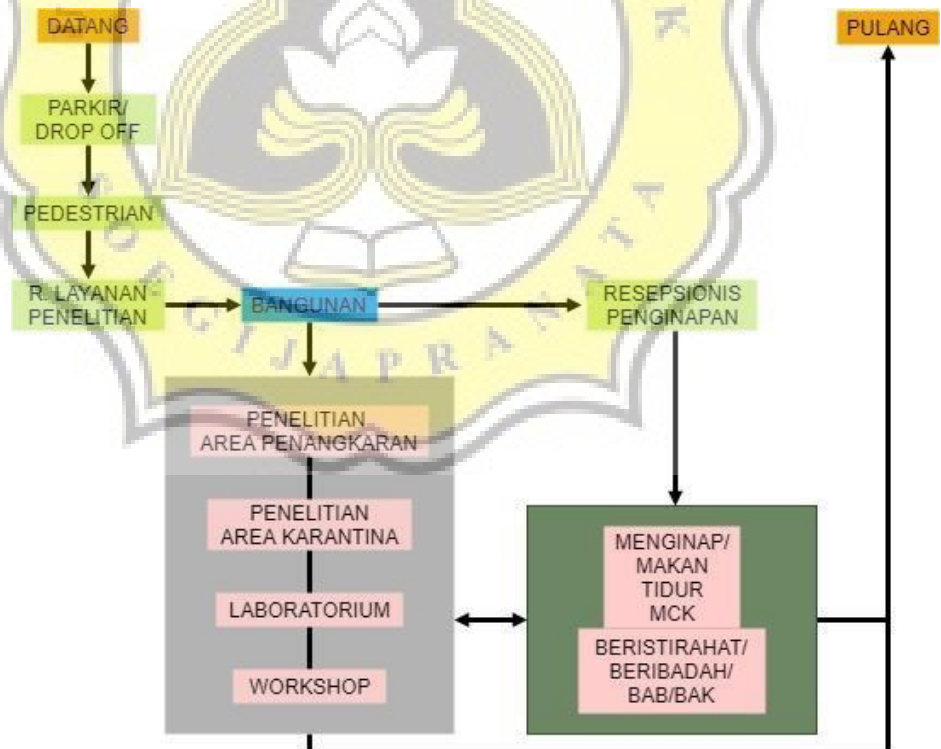 DATANG
PULANG
PARKIR/
DROP OFF
PEDESTRIAN
R. LAYANAN
PENELITIAN
BANGUNAN
RESEPSIONIS
PENGINAPAN
SOEGIJAPRANATA
K
PENELITIAN
AREA PENANGKARAN
PENELITIAN
AREA KARANTINA
LABORATORIUM
WORKSHOP
MENGINAP/
MAKAN
TIDUR
MCK
BERISTIRAHAT/
BERIBADAH/
BAB/BAK